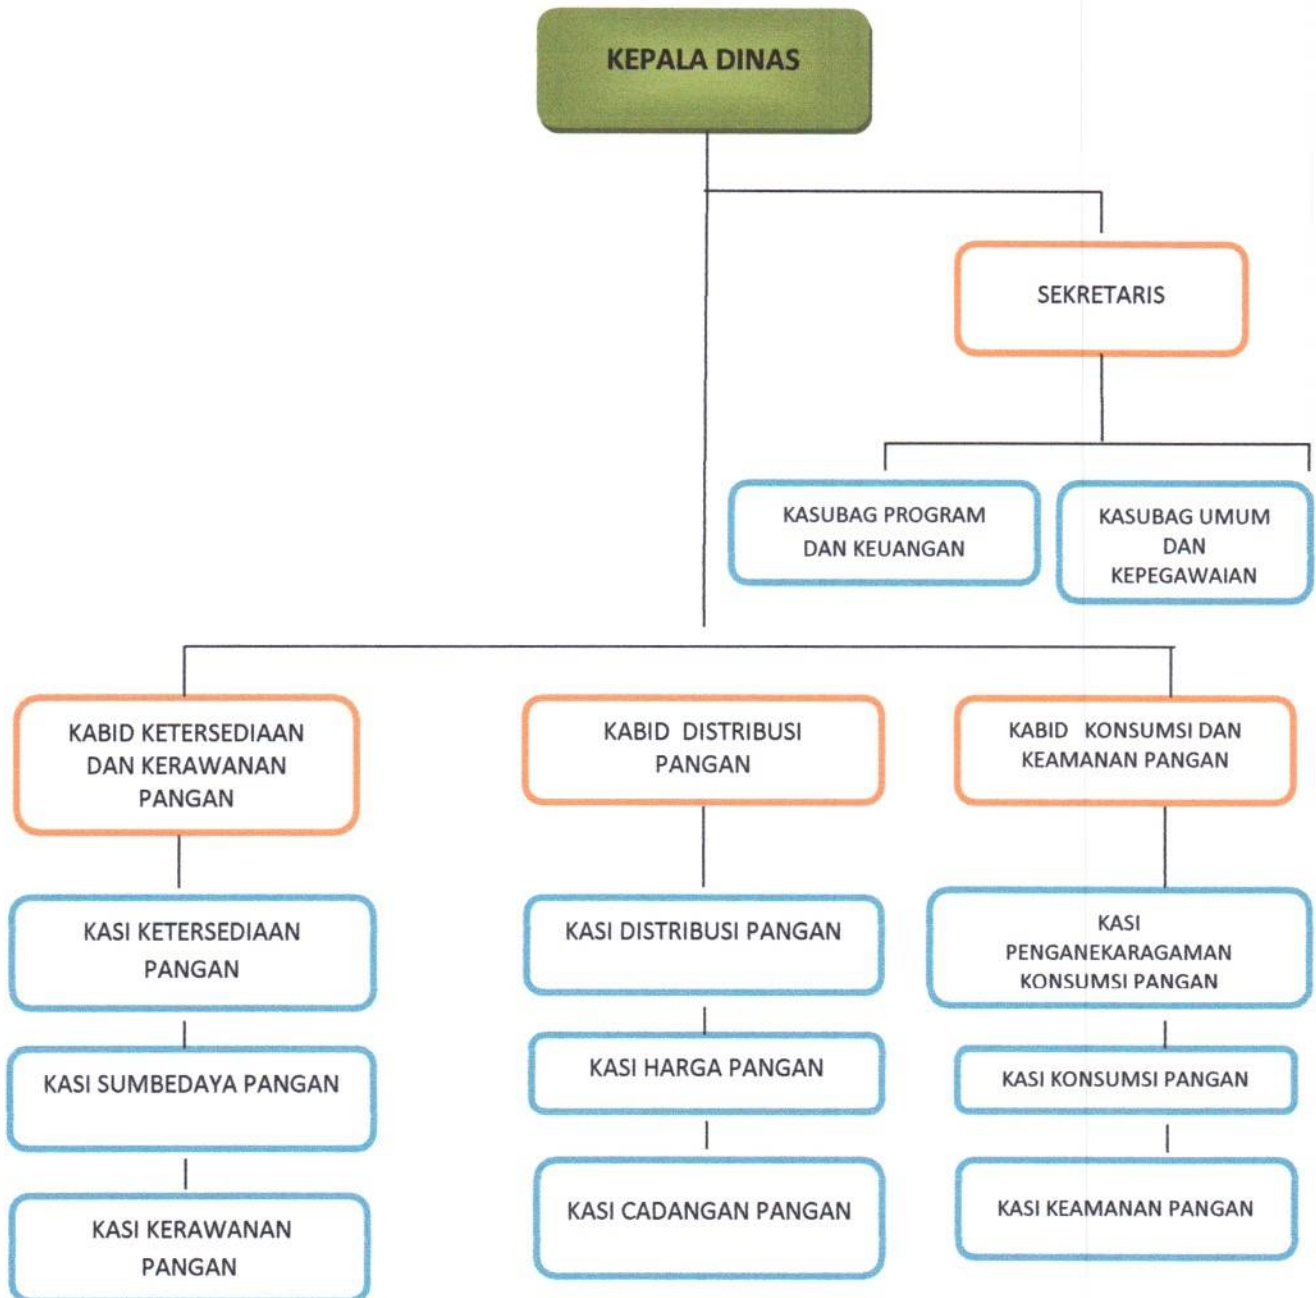 KEPALA DINAS
SEKRETARIS
KASUBAG PROGRAM
DAN KEUANGAN
KASUBAG UMUM
DAN
KEPEGAWAIAN
KABID KETERSEDIAAN
DAN KERAWANAN
PANGAN
KABID DISTRIBUSI
PANGAN
KABID KONSUMSI DAN
KEAMANAN PANGAN
KASI KETERSEDIAAN
PANGAN
KASI DISTRIBUSI PANGAN
KASI
PENGANEKARAGAMAN
KONSUMSI PANGAN
KASI SUMBEDAYA PANGAN
KASI HARGA PANGAN
KASI KONSUMSI PANGAN
KASI KERAWANAN
PANGAN
KASI CADANGAN PANGAN
KASI KEAMANAN PANGAN